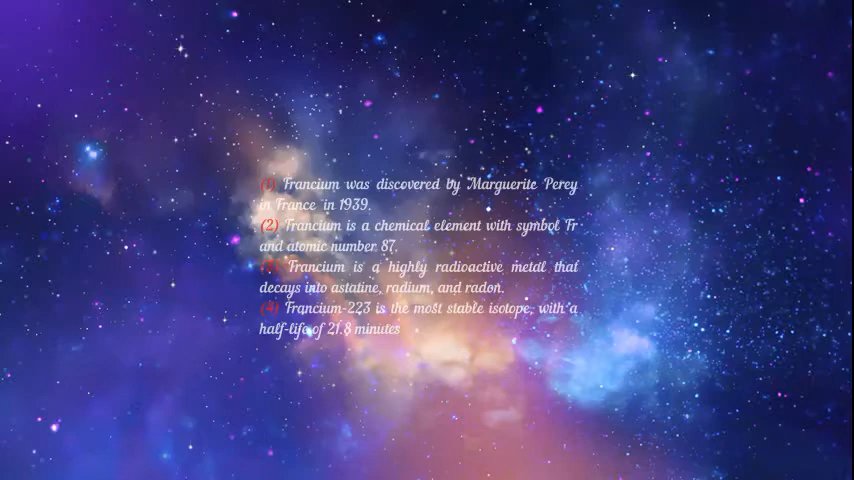 (1) Francium was discovered by Marguerite Perey
in France in 1939.
(2) Francium is a chemical element with symbol Fr
and atomic number 87.
(3) Francium is a highly radioactive metal that
decays into astatine, radium, and radon.
(4) Francium-223 is the most stable isotope, with a
half-life of 21.8 minutes